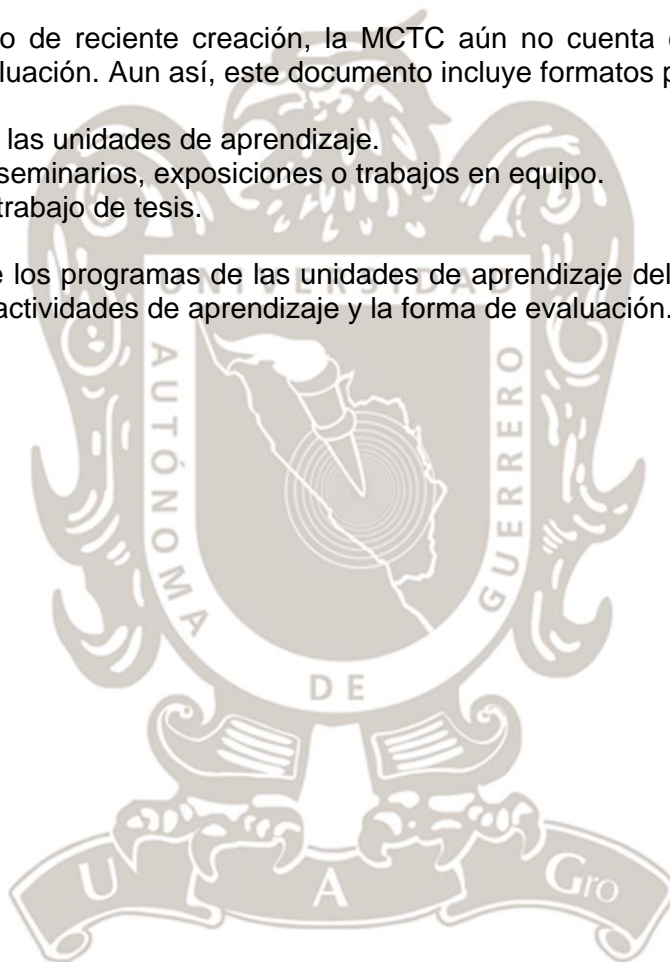 o de reciente creación, la MCTC aún no cuenta
luación. Aun así, este documento incluye formatos p
las unidades de aprendizaje.
seminarios, exposiciones o trabajos en equipo.
trabajo de tesis.
e los programas de las unidades de aprendizaje del
actividades de aprendizaje y la forma de evaluación.
UNIVERSIDAD
AUTÓNOMA
GUERRERO
DE
U A Gro